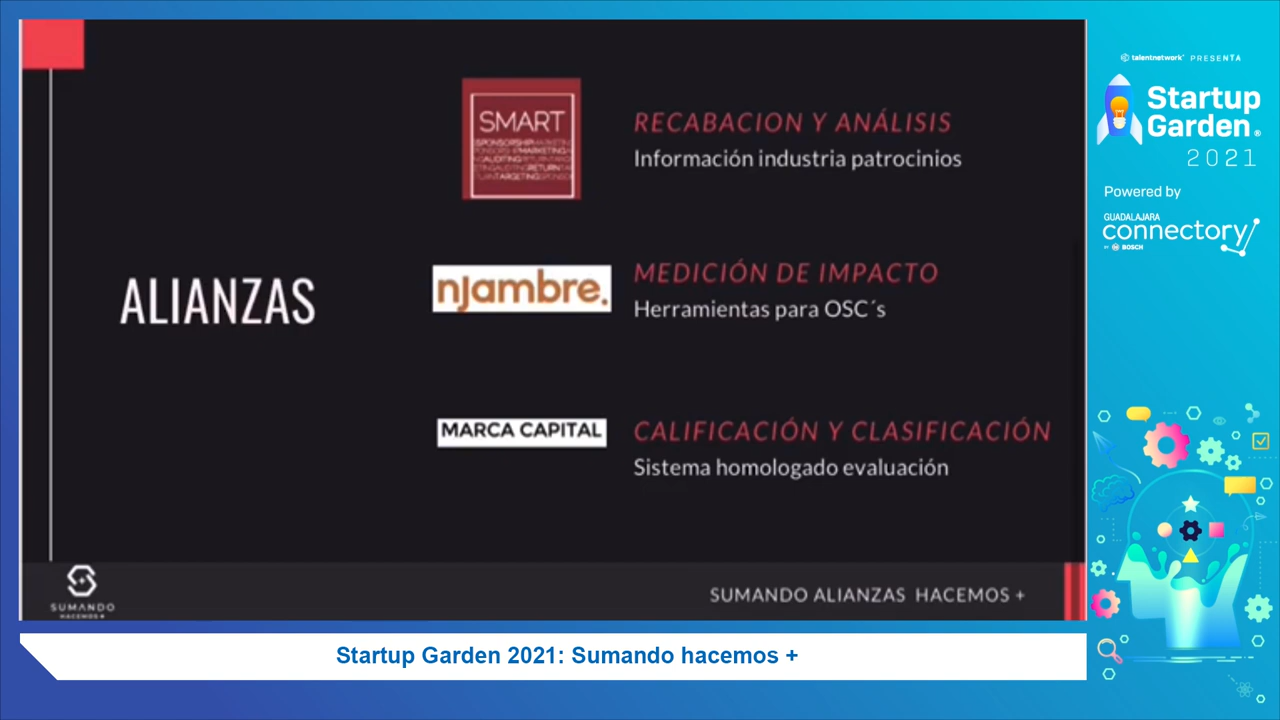 SMART
RECABACION Y ANÁLISIS
Información industria patrocinios
ALIANZAS
njambre.
MEDICIÓN DE IMPACTO
Herramientas para OSC´s
MARCA CAPITAL
CALIFICACIÓN Y CLASIFICACIÓN
Sistema homologado evaluación
SUMANDO
HACEMOS +
SUMANDO ALIANZAS HACEMOS +
Startup Garden 2021: Sumando hacemos +
talentnetwork PRESENTA
Startup
Garden®
2021
Powered by
GUADALAJARA
connectory
BY BOSCH